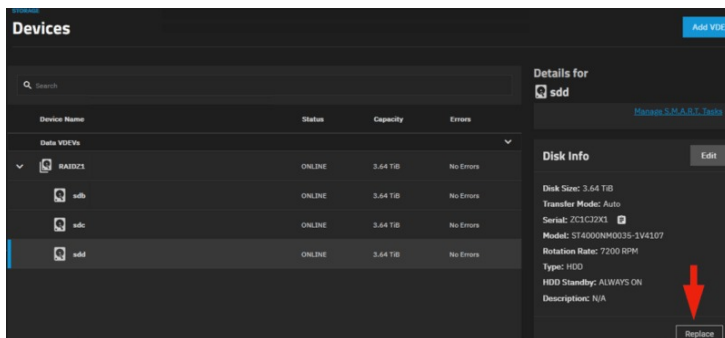 STORAGE
Devices
Add VDE
Search
Device Name Status Capacity Errors
Data VDEVs
RAIDZ1 ONLINE 3.64 TiB No Errors
sdb ONLINE 3.64 TiB No Errors
sdc ONLINE 3.64 TiB No Errors
sdd ONLINE 3.64 TiB No Errors
Details for
sdd
Manage S.M.A.R.T. Tasks
Disk Info Edit
Disk Size: 3.64 TiB
Transfer Mode: Auto
Serial: ZC1CJ2X1
Model: ST4000NM0035-1V4107
Rotation Rate: 7200 RPM
Type: HDD
HDD Standby: ALWAYS ON
Description: N/A
Replace